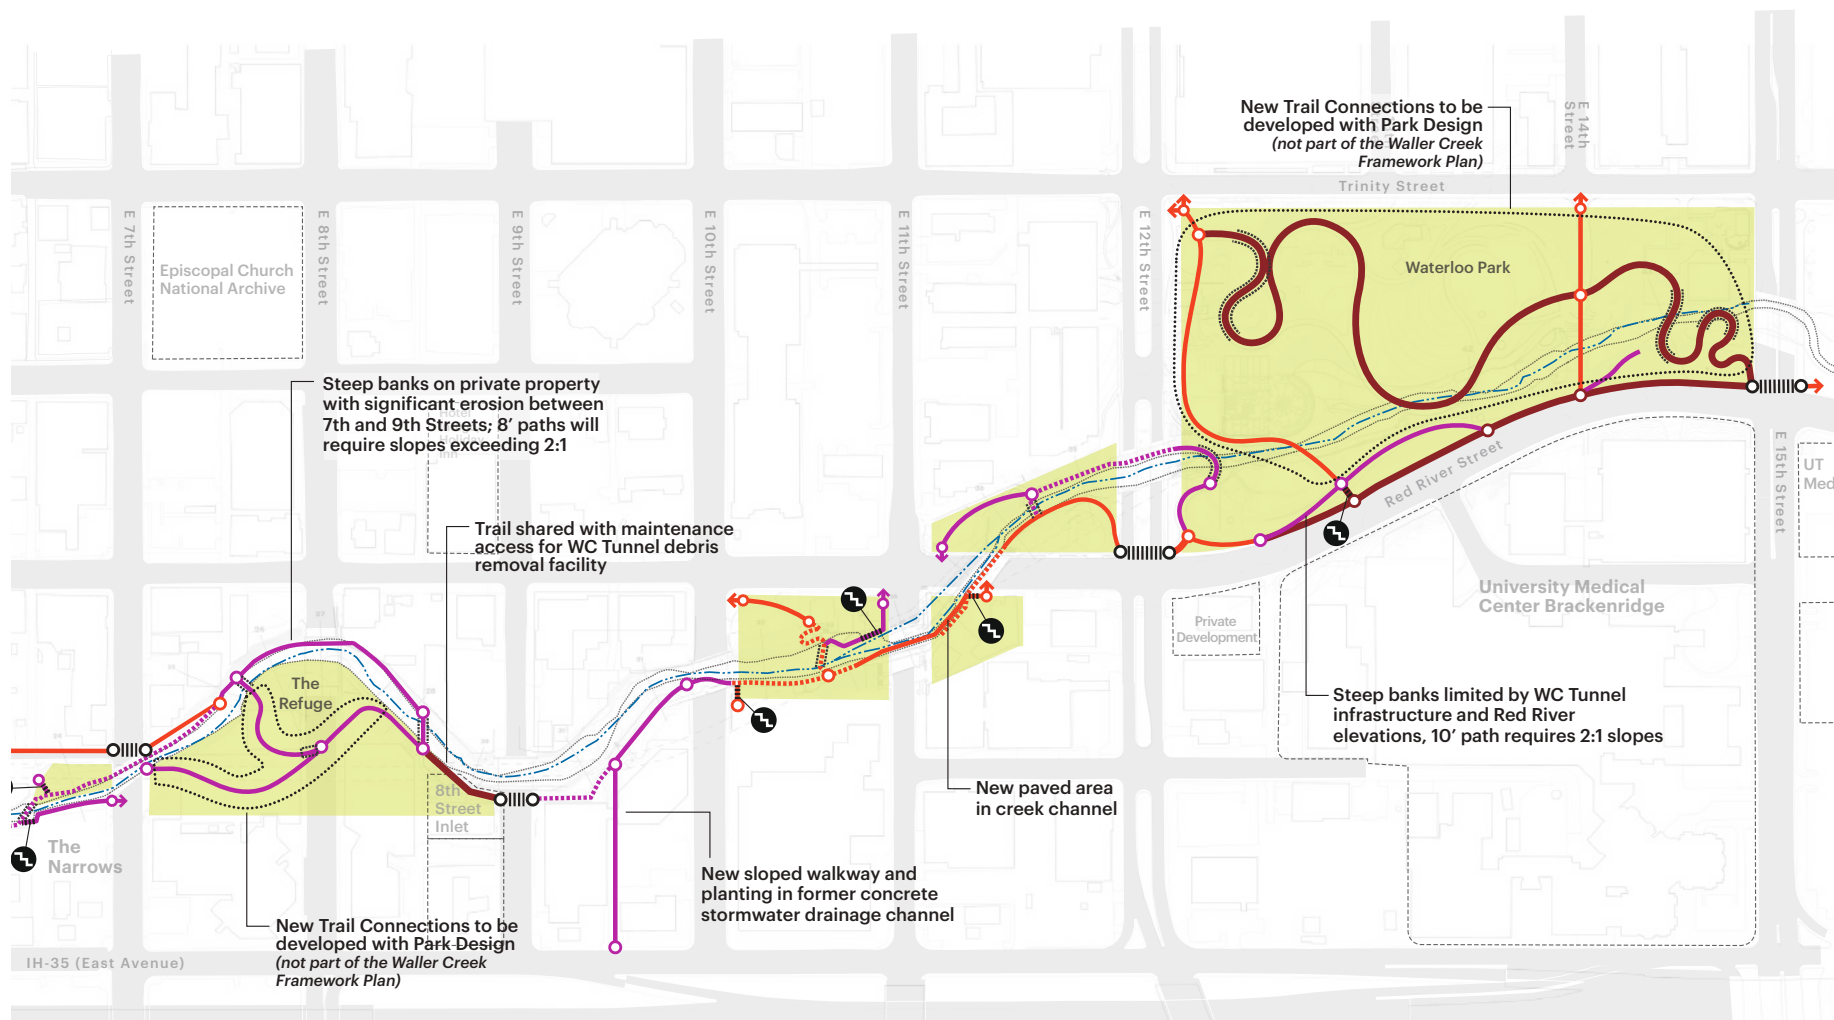 New Trail Connections to be
developed with Park Design
(not part of the Waller Creek
Framework Plan)
E 14th
Street
Trinity Street
E 7th Street
E 8th Street
E 9th Street
E 10th Street
E 11th Street
E 12th Street
Episcopal Church
National Archive
Waterloo Park
Steep banks on private property
with significant erosion between
7th and 9th Streets; 8’ paths will
require slopes exceeding 2:1
Hotel
Holiday
Inn
Red River Street
E 15th Street
UT
Med
Trail shared with maintenance
access for WC Tunnel debris
removal facility
University Medical
Center Brackenridge
Private
Development
The
Refuge
Steep banks limited by WC Tunnel
infrastructure and Red River
elevations, 10’ path requires 2:1 slopes
New paved area
in creek channel
8th
Street
Inlet
The
Narrows
New sloped walkway and
planting in former concrete
stormwater drainage channel
New Trail Connections to be
developed with Park Design
(not part of the Waller Creek
Framework Plan)
IH-35 (East Avenue)